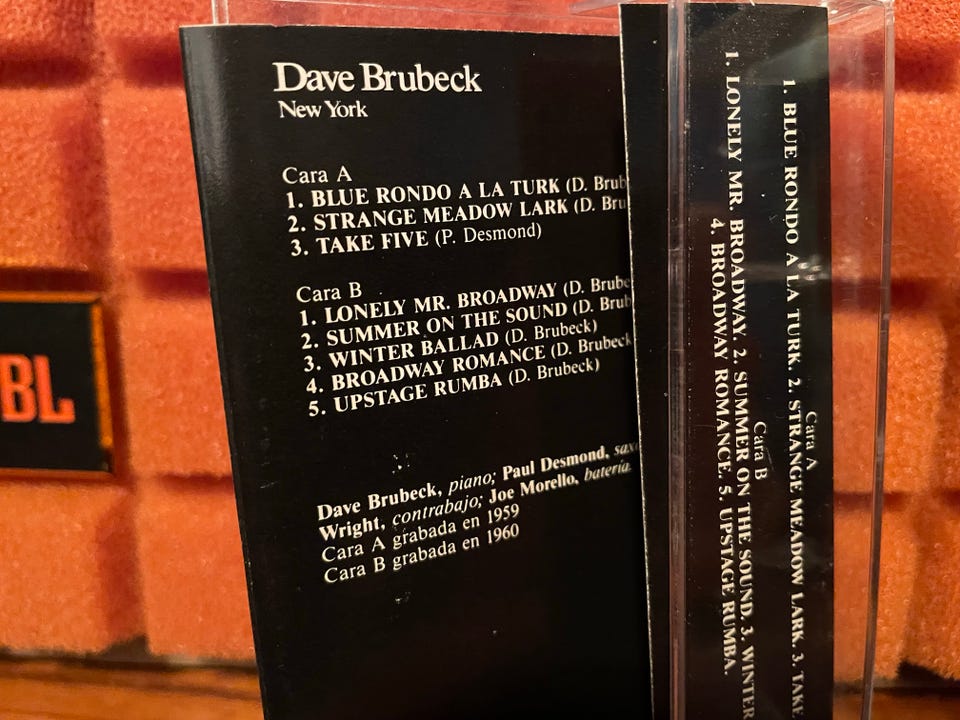 Dave Brubeck
New York
Cara A
1. BLUE RONDO A LA TURK (D. Brub
2. STRANGE MEADOW LARK (D. Bru
3. TAKE FIVE (P. Desmond)
Cara B
1. LONELY MR. BROADWAY (D. Brube
2. SUMMER ON THE SOUND (D. Brub
3. WINTER BALLAD (D. Brubeck)
4. BROADWAY ROMANCE (D. Brubeck
5. UPSTAGE RUMBA (D. Brubeck)
Dave Brubeck, piano; Paul Desmond, sax
Wright, contrabajo; Joe Morello, batería
Cara A grabada en 1959
Cara B grabada en 1960
Cara A
1. BLUE RONDO A LA TURK. 2. STRANGE MEADOW LARK. 3. TAKE
Cara B
1. LONELY MR. BROADWAY. 2. SUMMER ON THE SOUND. 3. WINTER
4. BROADWAY ROMANCE. 5. UPSTAGE RUMBA.
BL